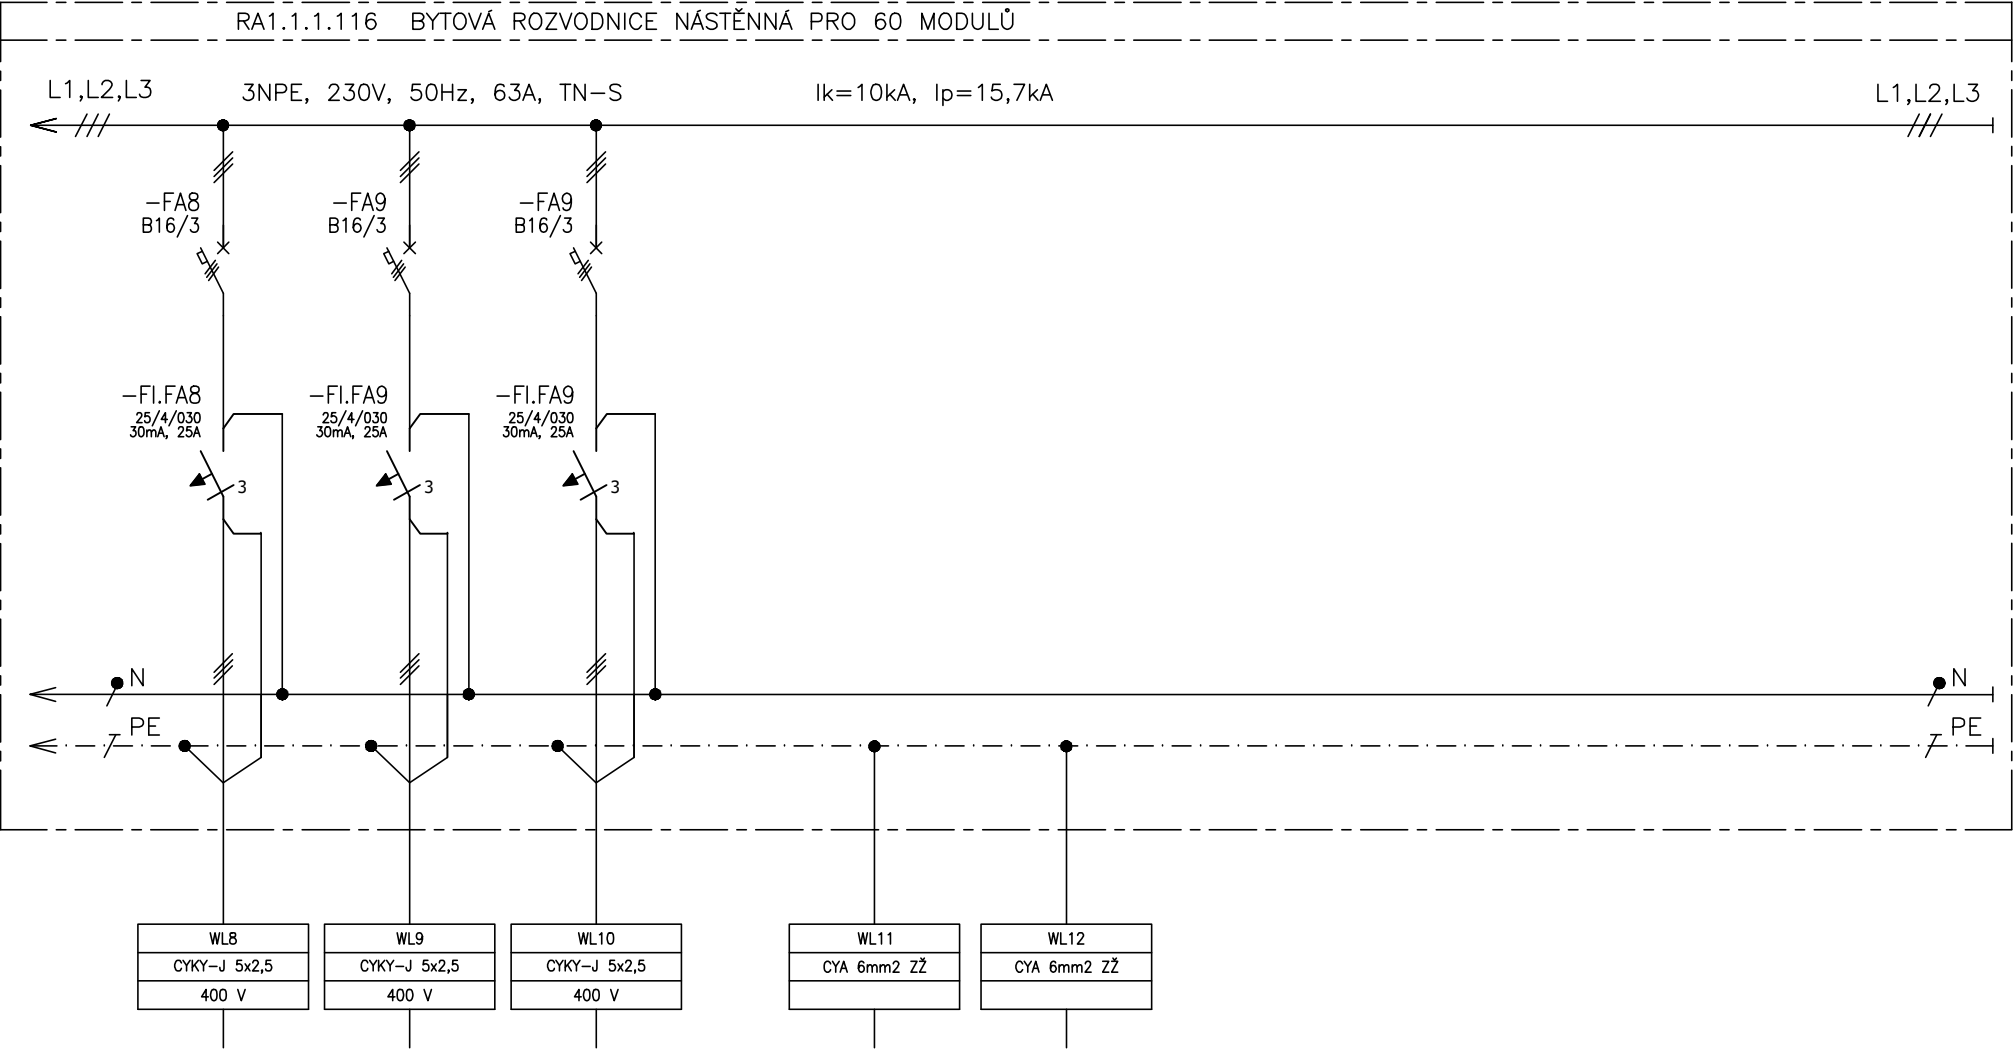 RA1.1.1.116 BYTOVÁ ROZVODNICE NÁSTĚNNÁ PRO 60 MODULŮ
L1,L2,L3 3NPE, 230V, 50Hz, 63A, TN-S Ik=10kA, Ip=15,7kA L1,L2,L3
-FA8 -FA9 -FA9
B16/3 B16/3 B16/3
-FI.FA8 -FI.FA9 -FI.FA9
25/4/030 25/4/030 25/4/030
30mA, 25A 30mA, 25A 30mA, 25A
3 3 3
N N
PE PE
WL8 WL9 WL10 WL11 WL12
CYKY-J 5x2,5 CYKY-J 5x2,5 CYKY-J 5x2,5 CYA 6mm2 ZŽ CYA 6mm2 ZŽ
400 V 400 V 400 V